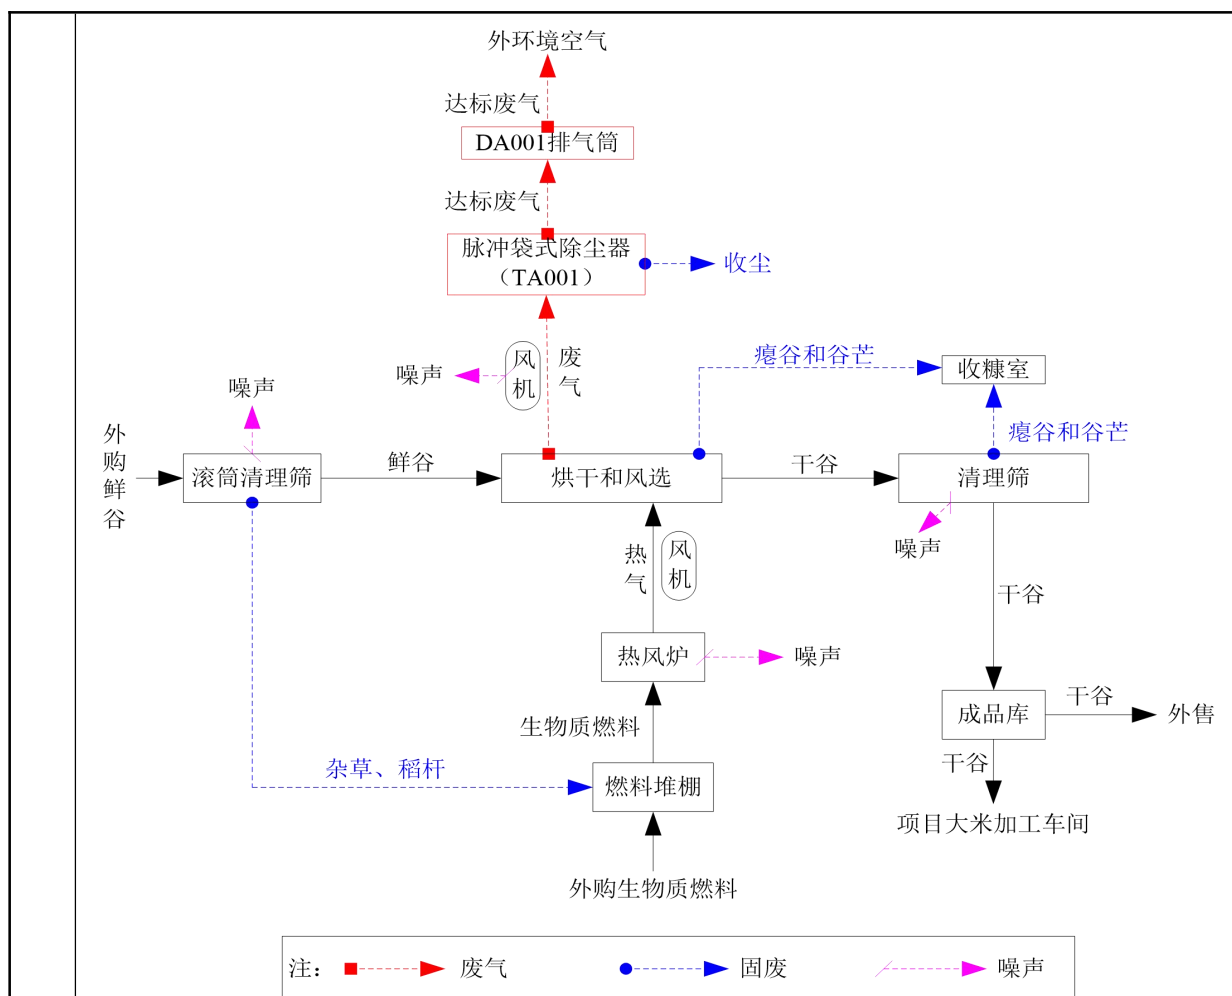 外环境空气
达标废气
DA001排气筒
达标废气
脉冲袋式除尘器
（TA001）
收尘
噪声
风机
废气
瘪谷和谷芒
收糠室
噪声
瘪谷和谷芒
外购鲜谷
滚筒清理筛
鲜谷
烘干和风选
干谷
清理筛
噪声
热气
风机
干谷
热风炉
噪声
生物质燃料
成品库
干谷
外售
干谷
杂草、稻杆
燃料堆棚
项目大米加工车间
外购生物质燃料
注：
废气
固废
噪声